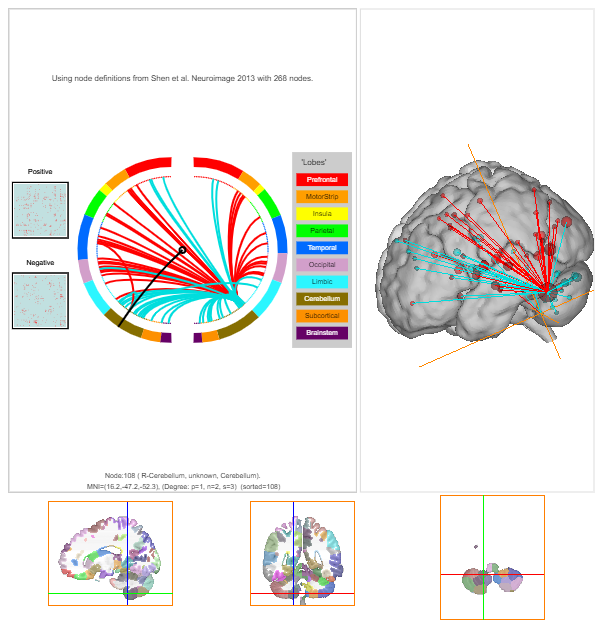 Using node definitions from Shen et al. Neuroimage 2013 with 268 nodes.
Positive
Negative
'Lobes'
Prefrontal
MotorStrip
Insula
Parietal
Temporal
Occipital
Limbic
Cerebellum
Subcortical
Brainstem
Node:108 ( R-Cerebellum, unknown, Cerebellum).
MNI=(16.2,-47.2,-52.3), (Degree: p=1, n=2, s=3) (sorted=108)